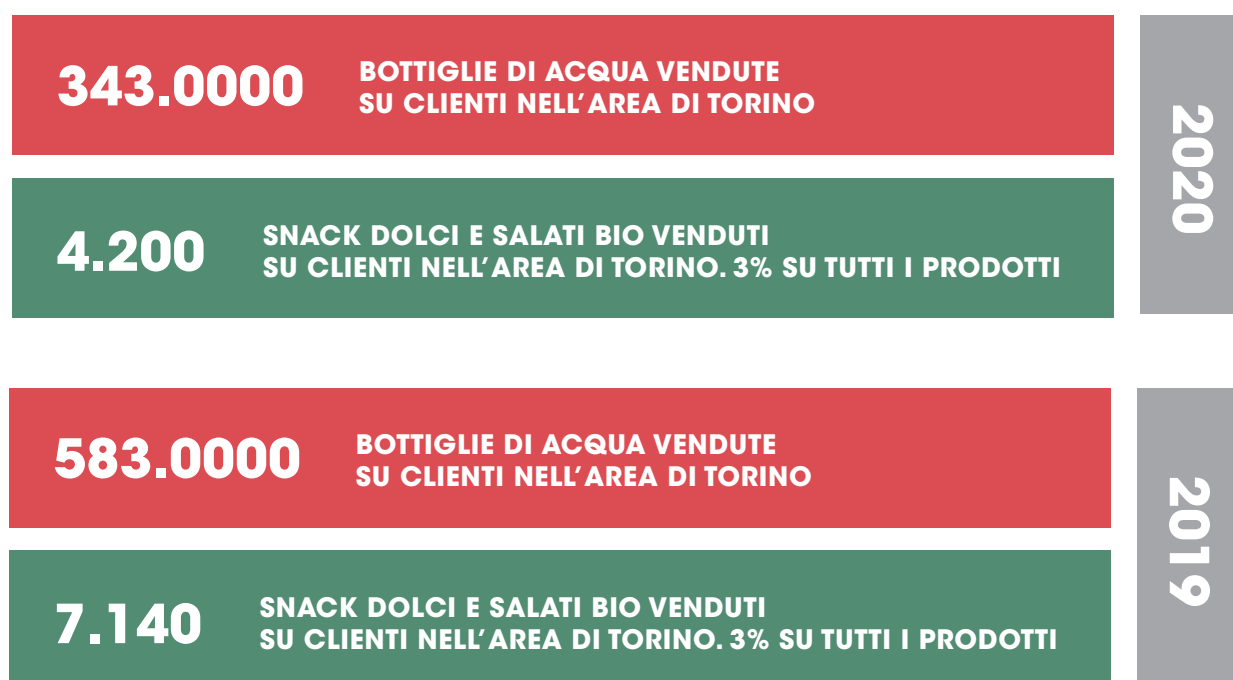 343.0000
BOTTIGLIE DI ACQUA VENDUTE
SU CLIENTI NELL'AREA DI TORINO
4.200
SNACK DOLCI E SALATI BIO VENDUTI
SU CLIENTI NELL'AREA DI TORINO. 3% SU TUTTI I PRODOTTI
2020
583.0000
BOTTIGLIE DI ACQUA VENDUTE
SU CLIENTI NELL'AREA DI TORINO
7.140
SNACK DOLCI E SALATI BIO VENDUTI
SU CLIENTI NELL'AREA DI TORINO. 3% SU TUTTI I PRODOTTI
2019